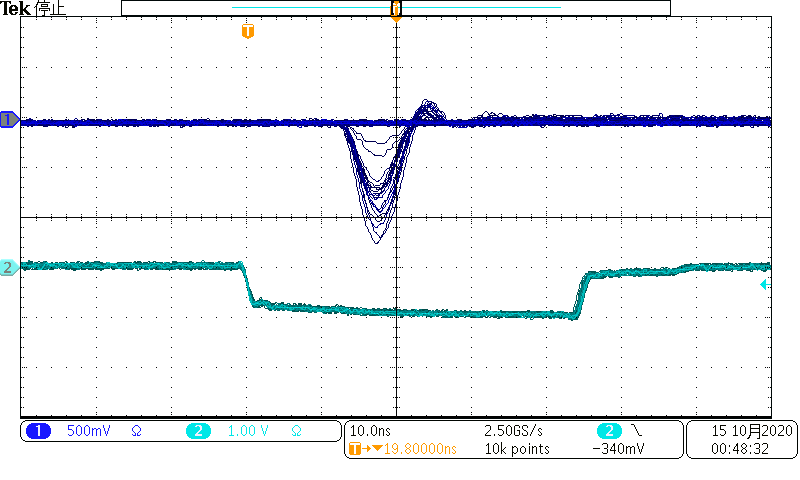 Tek 停止
T
1
2
1 500mV Ω 2 1.00 V Ω
10.0ns 2.50GS/s 2
T→▼19.80000ns 10k points −340mV
15 10月2020
00:48:32